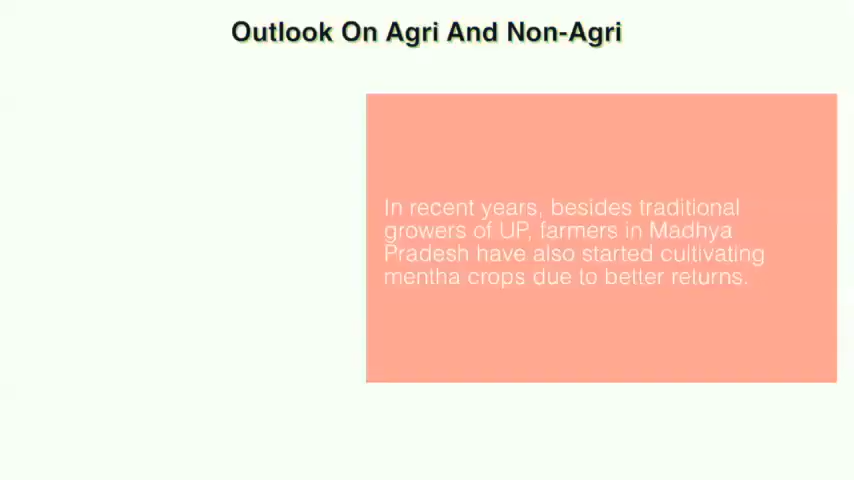 Outlook On Agri And Non-Agri
In recent years, besides traditional
growers of UP, farmers in Madhya
Pradesh have also started cultivating
mentha crops due to better returns.